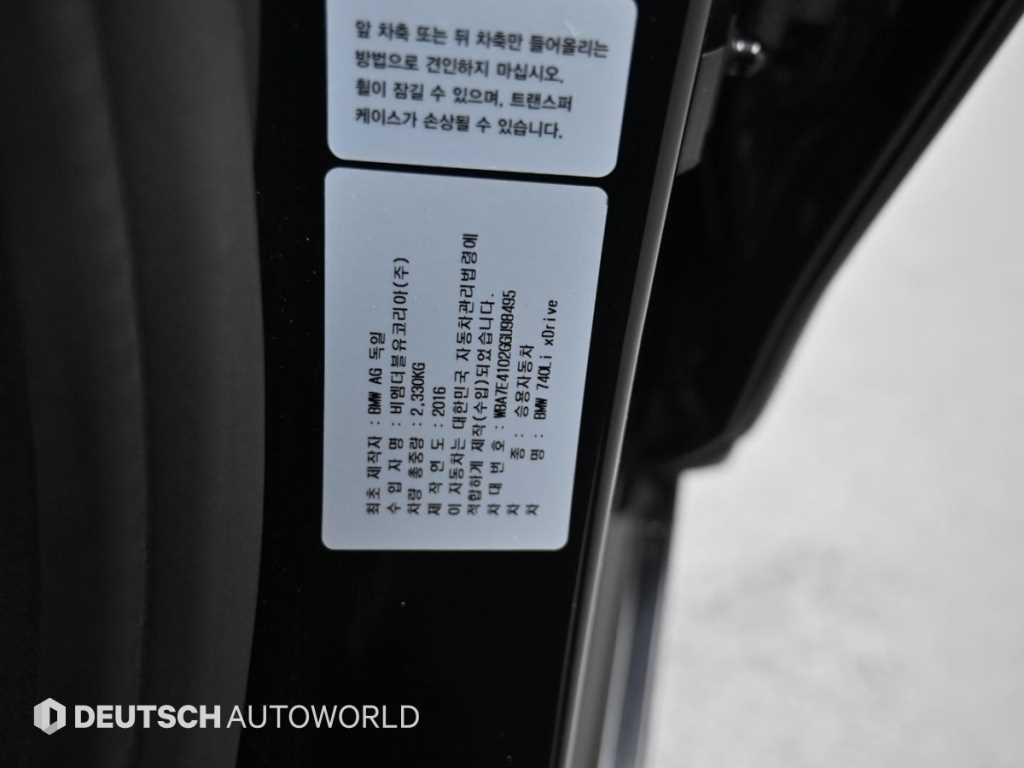 앞 차축 또는 뒤 차축만 들어올리는
방법으로 견인하지 마십시오.
휠이 잠길 수 있으며, 트랜스퍼
케이스가 손상될 수 있습니다.
최초 제작자 : BMW AG 독일
수 입 자 명 : 비엠더블유코리아(주)
차량 총중량 : 2,330KG
제 작 연 도 : 2016
이 자동차는 대한민국 자동차관리법령에
적합하게 제작(수입)되었습니다.
차 대 번 호 : WBA7E4102GGU98495
차 종 : 승용자동차
차 명 : BMW 740Li xDrive
DEUTSCH AUTOWORLD